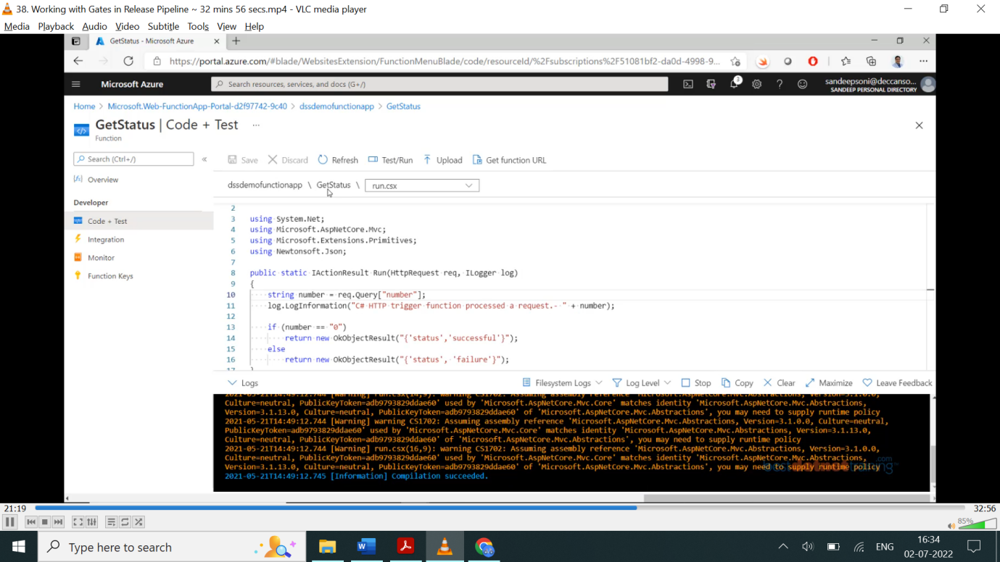 38. Working with Gates in Release Pipeline ~ 32 mins 56 secs.mp4 - VLC media player
Media Playback Audio Video Subtitle Tools View Help
GetStatus - Microsoft Azure
https://portal.azure.com/#blade/WebsitesExtension/FunctionMenuBlade/code/resourceId/%2Fsubscriptions%2F51081bf2-da0d-4998-9...
Microsoft Azure
Search resources, services, and docs (G+/)
3
sandeepsoni@deccanso...
SANDEEP PERSONAL DIRECTORY
Home > Microsoft.Web-FunctionApp-Portal-d2f97742-9c40 > dssdemofunctionapp > GetStatus
GetStatus | Code + Test ...
Function
Search (Ctrl+/)
Save Discard Refresh Test/Run Upload Get function URL
Overview
dssdemofunctionapp \ GetStatus \ run.csx
Developer
Code + Test
Integration
Monitor
Function Keys
2
3 using System.Net;
4 using Microsoft.AspNetCore.Mvc;
5 using Microsoft.Extensions.Primitives;
6 using Newtonsoft.Json;
7
8 public static IActionResult Run(HttpRequest req, ILogger log)
9 {
10 string number = req.Query["number"];
11 log.LogInformation("C# HTTP trigger function processed a request.- " + number);
12
13 if (number == "0")
14 return new OkObjectResult("{'status','successful'}");
15 else
16 return new OkObjectResult("{'status', 'failure'}");
17 }
Logs
Filesystem Logs Log Level Stop Copy Clear Maximize Leave Feedback
Culture=neutral, PublicKeyToken=adb9793829ddae60' used by 'Microsoft.AspNetCore.Mvc.Core' matches identity 'Microsoft.AspNetCore.Mvc.Abstractions,
Version=3.1.13.0, Culture=neutral, PublicKeyToken=adb9793829ddae60' of 'Microsoft.AspNetCore.Mvc.Abstractions', you may need to supply runtime policy
2021-05-21T14:49:12.744 [Warning] warning CS1702: Assuming assembly reference 'Microsoft.AspNetCore.Mvc.Abstractions, Version=3.1.0.0, Culture=neutral,
PublicKeyToken=adb9793829ddae60' used by 'Microsoft.AspNetCore.Mvc.Core' matches identity 'Microsoft.AspNetCore.Mvc.Abstractions, Version=3.1.13.0,
Culture=neutral, PublicKeyToken=adb9793829ddae60' of 'Microsoft.AspNetCore.Mvc.Abstractions', you may need to supply runtime policy
2021-05-21T14:49:12.744 [Warning] run.csx(16,9): warning CS1702: Assuming assembly reference 'Microsoft.AspNetCore.Mvc.Abstractions, Version=3.1.0.0,
Culture=neutral, PublicKeyToken=adb9793829ddae60' used by 'Microsoft.AspNetCore.Mvc.Core' matches identity 'Microsoft.AspNetCore.Mvc.Abstractions,
Version=3.1.13.0, Culture=neutral, PublicKeyToken=adb9793829ddae60' of 'Microsoft.AspNetCore.Mvc.Abstractions', you may need to supply runtime policy
2021-05-21T14:49:12.745 [Information] Compilation succeeded.
21:19 32:56
85%
Type here to search
ENG
16:34
02-07-2022